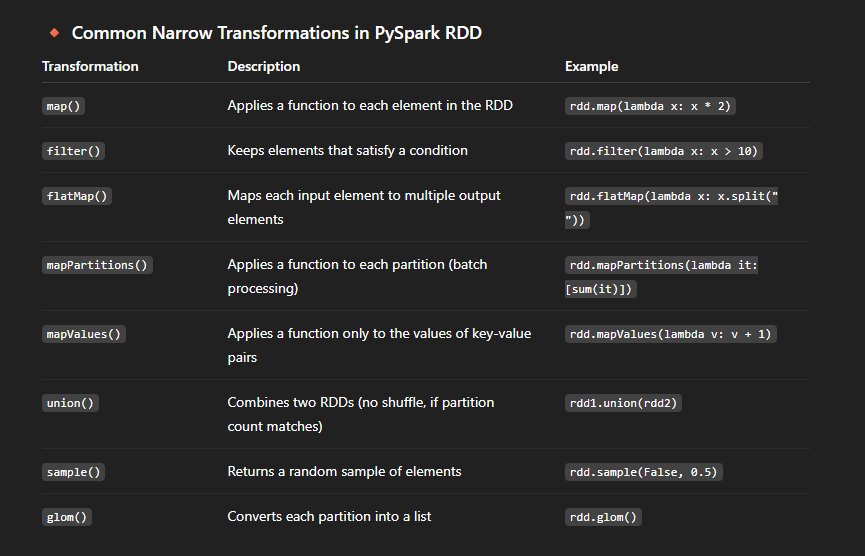 🔸 Common Narrow Transformations in PySpark RDD
Transformation Description Example
map() Applies a function to each element in the RDD rdd.map(lambda x: x * 2)
filter() Keeps elements that satisfy a condition rdd.filter(lambda x: x > 10)
flatMap() Maps each input element to multiple output rdd.flatMap(lambda x: x.split("
elements "))
mapPartitions() Applies a function to each partition (batch rdd.mapPartitions(lambda it:
processing) [sum(it)])
mapValues() Applies a function only to the values of key-value rdd.mapValues(lambda v: v + 1)
pairs
union() Combines two RDDs (no shuffle, if partition rdd1.union(rdd2)
count matches)
sample() Returns a random sample of elements rdd.sample(False, 0.5)
glom() Converts each partition into a list rdd.glom()